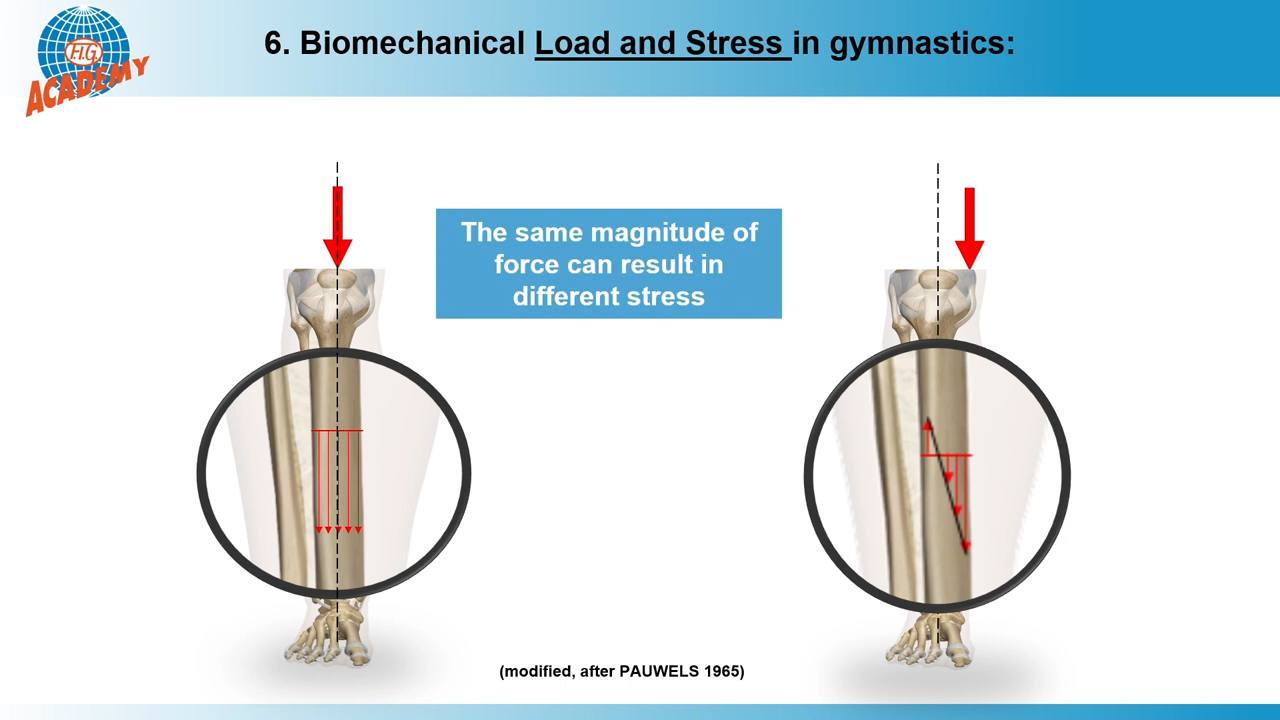 6. Biomechanical Load and Stress in gymnastics:
F.I.G.
ACADEMY
The same magnitude of
force can result in
different stress
(modified, after PAUWELS 1965)